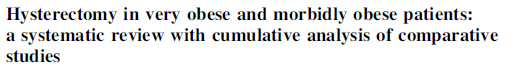 Hysterectomy in very obese and morbidly obese patients:
a systematic review with cumulative analysis of comparative
studies